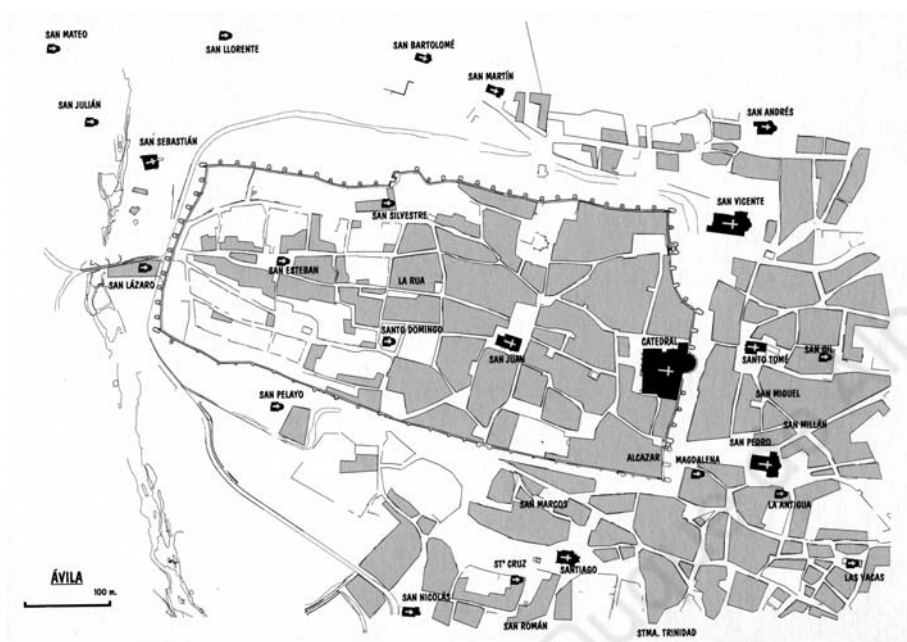 SAN MATEO
SAN LLORENTE
SAN BARTOLOMÉ
SAN MARTÍN
SAN JULIÁN
SAN ANDRÉS
SAN SEBASTIÁN
SAN VICENTE
SAN SILVESTRE
SAN ESTEBAN
SAN LÁZARO
LA RUA
SANTO DOMINGO
SAN JUAN
CATEDRAL
SANTO TOMÉ
SAN GIL
SAN MIGUEL
SAN PELAYO
SAN MILLÁN
SAN PEDRO
ALCAZAR
MAGDALENA
SAN MARCOS
LA ANTIGUA
STª CRUZ
SANTIAGO
LAS VACAS
ÁVILA
100 m.
SAN NICOLÁS
SAN ROMÁN
STMA. TRINIDAD